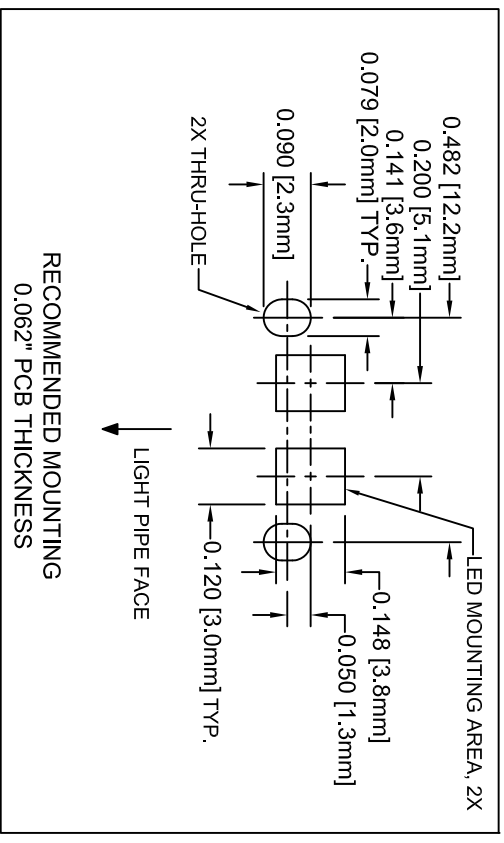 0.482 [12.2mm]
0.200 [5.1mm]
0.141 [3.6mm]
0.079 [2.0mm] TYP.
0.090 [2.3mm]
2X THRU-HOLE
LED MOUNTING AREA, 2X
0.148 [3.8mm]
0.050 [1.3mm]
0.120 [3.0mm] TYP.
LIGHT PIPE FACE
RECOMMENDED MOUNTING
0.062" PCB THICKNESS